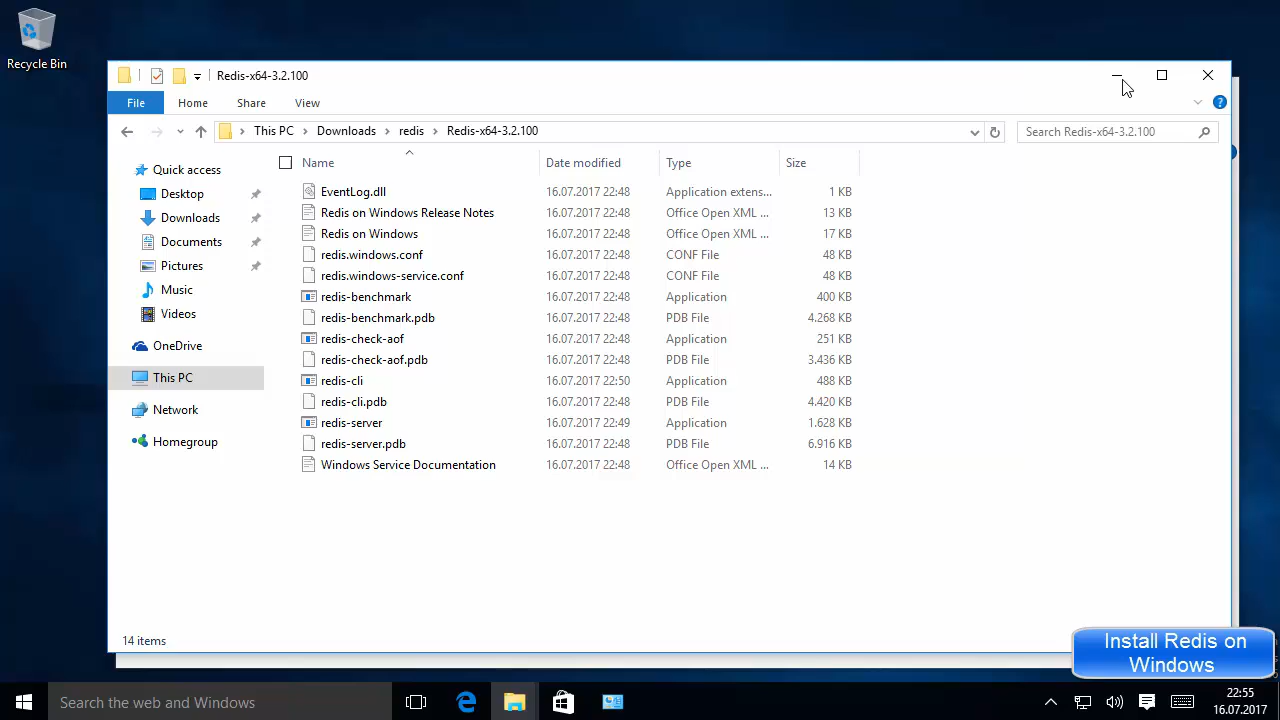 Recycle Bin
Redis-x64-3.2.100
File Home Share View
This PC Downloads redis Redis-x64-3.2.100
Search Redis-x64-3.2.100
Name Date modified Type Size
Quick access
Desktop
Downloads
Documents
Pictures
Music
Videos
OneDrive
This PC
Network
Homegroup
EventLog.dll 16.07.2017 22:48 Application extens... 1 KB
Redis on Windows Release Notes 16.07.2017 22:48 Office Open XML ... 13 KB
Redis on Windows 16.07.2017 22:48 Office Open XML ... 17 KB
redis.windows.conf 16.07.2017 22:48 CONF File 48 KB
redis.windows-service.conf 16.07.2017 22:48 CONF File 48 KB
redis-benchmark 16.07.2017 22:48 Application 400 KB
redis-benchmark.pdb 16.07.2017 22:48 PDB File 4.268 KB
redis-check-aof 16.07.2017 22:48 Application 251 KB
redis-check-aof.pdb 16.07.2017 22:48 PDB File 3.436 KB
redis-cli 16.07.2017 22:50 Application 488 KB
redis-cli.pdb 16.07.2017 22:48 PDB File 4.420 KB
redis-server 16.07.2017 22:49 Application 1.628 KB
redis-server.pdb 16.07.2017 22:48 PDB File 6.916 KB
Windows Service Documentation 16.07.2017 22:48 Office Open XML ... 14 KB
14 items
Install Redis on
Windows
Search the web and Windows
22:55
16.07.2017